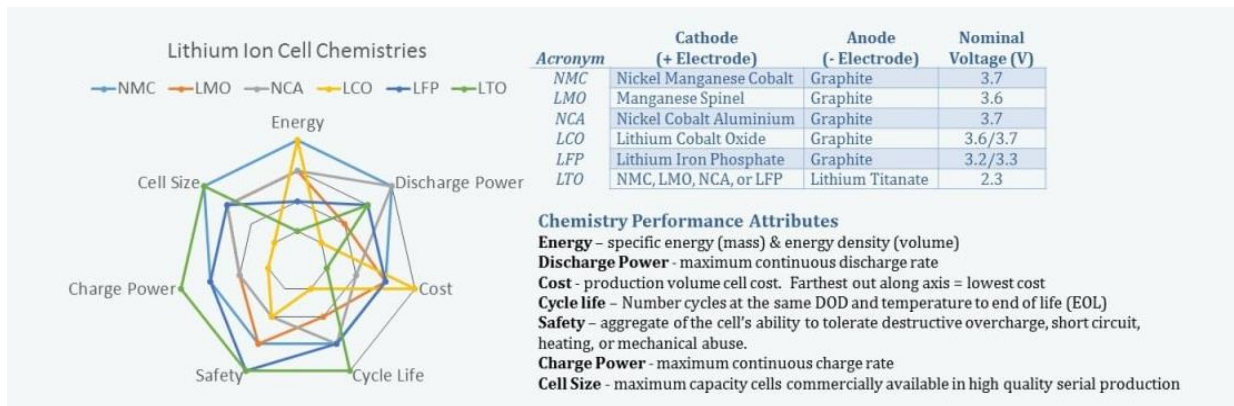 Lithium Ion Cell Chemistries
NMC LMO NCA LCO LFP LTO
Energy
Discharge Power
Cost
Cycle Life
Safety
Charge Power
Cell Size
Acronym Cathode (+ Electrode) Anode (- Electrode) Nominal Voltage (V)
NMC Nickel Manganese Cobalt Graphite 3.7
LMO Manganese Spinel Graphite 3.6
NCA Nickel Cobalt Aluminium Graphite 3.7
LCO Lithium Cobalt Oxide Graphite 3.6/3.7
LFP Lithium Iron Phosphate Graphite 3.2/3.3
LTO NMC, LMO, NCA, or LFP Lithium Titanate 2.3
Chemistry Performance Attributes
Energy – specific energy (mass) & energy density (volume)
Discharge Power - maximum continuous discharge rate
Cost - production volume cell cost. Farthest out along axis = lowest cost
Cycle life – Number cycles at the same DOD and temperature to end of life (EOL)
Safety – aggregate of the cell's ability to tolerate destructive overcharge, short circuit,
heating, or mechanical abuse.
Charge Power - maximum continuous charge rate
Cell Size - maximum capacity cells commercially available in high quality serial production